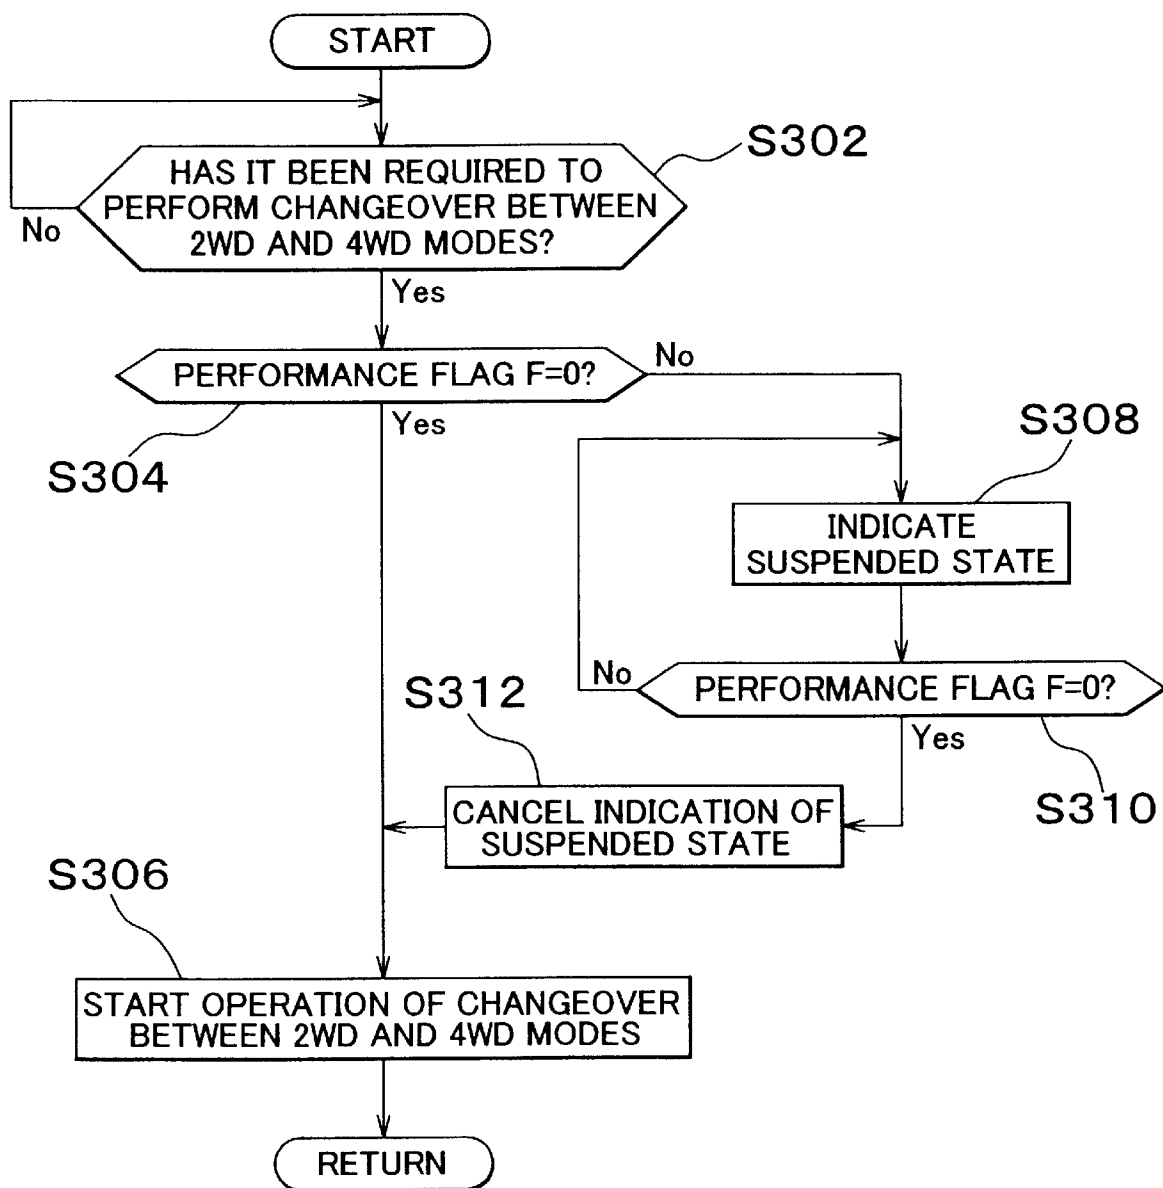 START
S302
HAS IT BEEN REQUIRED TO
PERFORM CHANGEOVER BETWEEN
2WD AND 4WD MODES?
No
Yes
PERFORMANCE FLAG F=0?
No
Yes
S304
S308
INDICATE
SUSPENDED STATE
No
PERFORMANCE FLAG F=0?
Yes
S310
S312
CANCEL INDICATION OF
SUSPENDED STATE
S306
START OPERATION OF CHANGEOVER
BETWEEN 2WD AND 4WD MODES
RETURN